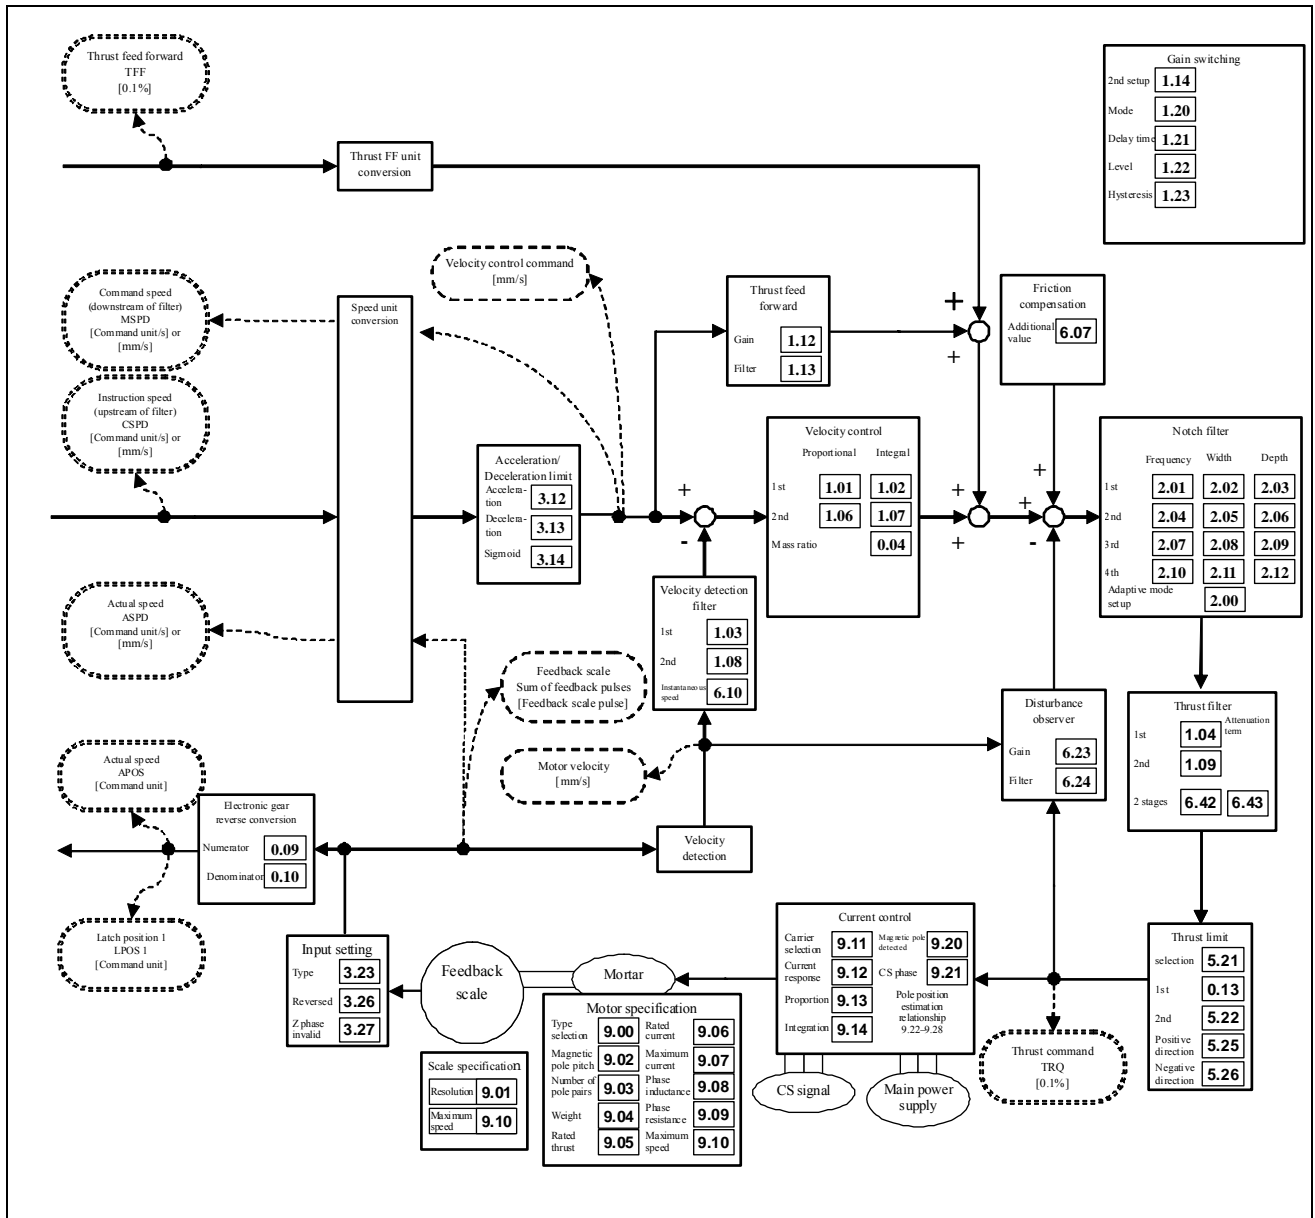 Thrust feed forward
TFF
[0.1%]
Gain switching
2nd setup 1.14
Mode 1.20
Delay time 1.21
Level 1.22
Hysteresis 1.23
Thrust FF unit
conversion
Velocity control command
[mm/s]
Command speed
(downstream of filter)
MSPD
[Command unit/s] or
[mm/s]
Instruction speed
(upstream of filter)
CSPD
[Command unit/s] or
[mm/s]
Speed unit
conversion
Thrust feed
forward
Gain 1.12
Filter 1.13
+
+
Friction
compensation
Additional
value 6.07
Acceleration/
Deceleration limit
Accelera-
tion 3.12
Decelera-
tion 3.13
Sigmoid 3.14
+
-
Velocity control
Proportional Integral
1st 1.01 1.02
2nd 1.06 1.07
Mass ratio 0.04
+
+
+
+
-
Notch filter
Frequency Width Depth
1st 2.01 2.02 2.03
2nd 2.04 2.05 2.06
3rd 2.07 2.08 2.09
4th 2.10 2.11 2.12
Adaptive mode
setup 2.00
Actual speed
ASPD
[Command unit/s] or
[mm/s]
Velocity detection
filter
1st 1.03
2nd 1.08
Instantaneous
speed 6.10
Feedback scale
Sum of feedback pulses
[Feedback scale pulse]
Motor velocity
[mm/s]
Disturbance
observer
Gain 6.23
Filter 6.24
Thrust filter
Attenuation
term
1st 1.04
2nd 1.09
2 stages 6.42 6.43
Actual speed
APOS
[Command unit]
Electronic gear
reverse conversion
Numerator 0.09
Denominator 0.10
Velocity
detection
Latch position 1
LPOS 1
[Command unit]
Input setting
Type 3.23
Reversed 3.26
Z phase
invalid 3.27
Feedback
scale
Mortar
Current control
Carrier
selection 9.11
Magnetic pole
detected 9.20
Current
response 9.12
CS phase 9.21
Proportion 9.13
Integration 9.14
Pole position
estimation
relationship
9.22-9.28
Thrust limit
selection 5.21
1st 0.13
2nd 5.22
Positive
direction 5.25
Negative
direction 5.26
Scale specification
Resolution 9.01
Maximum
speed 9.10
Motor specification
Type
selection 9.00
Rated
current 9.06
Magnetic
pole pitch 9.02
Maximum
current 9.07
Number of
pole pairs 9.03
Phase
inductance 9.08
Weight 9.04
Phase
resistance 9.09
Rated
thrust 9.05
Maximum
speed 9.10
CS signal
Main power
supply
Thrust command
TRQ
[0.1%]